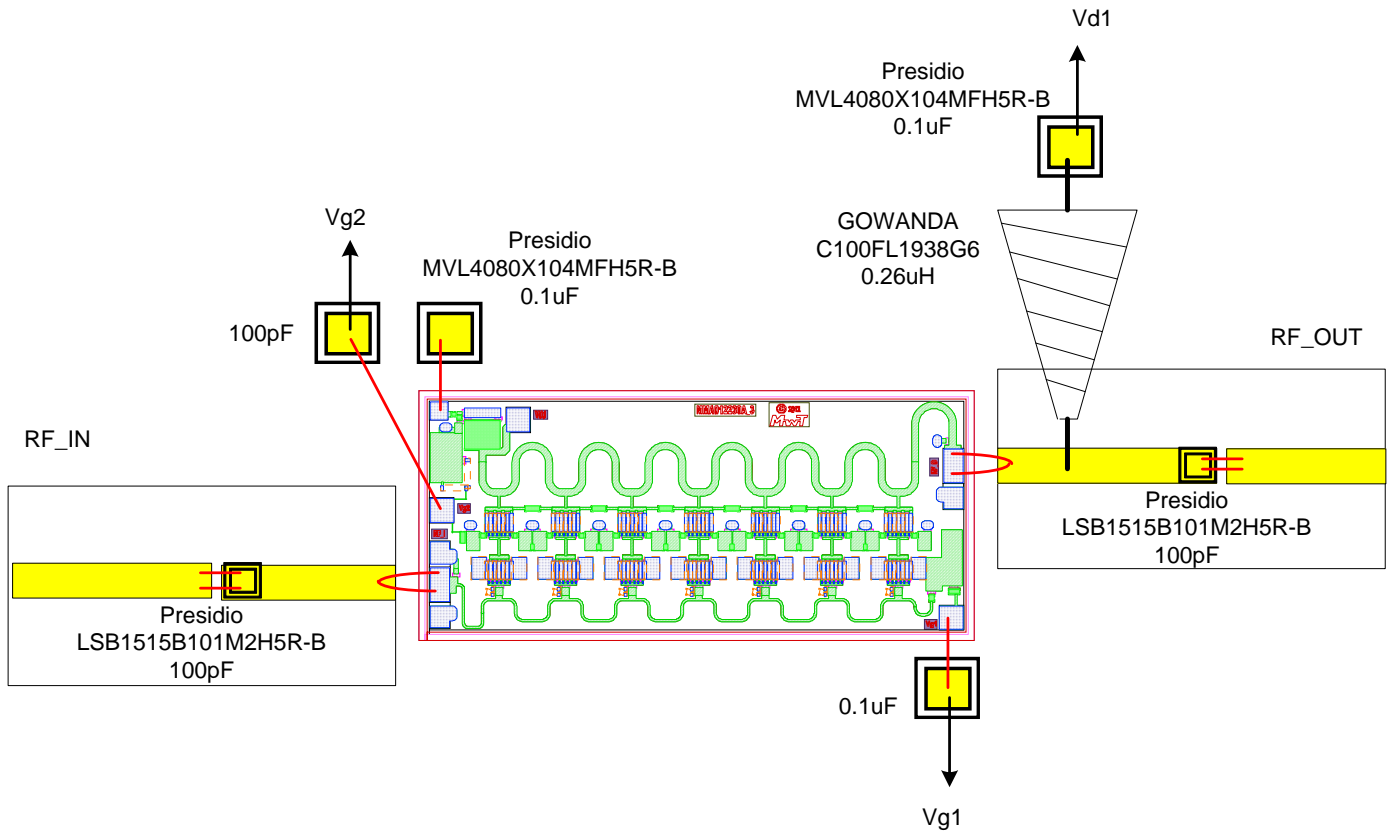 Vd1
Presidio
MVL4080X104MFH5R-B
0.1uF
Vg2
Presidio
MVL4080X104MFH5R-B
0.1uF
100pF
GOWANDA
C100FL1938G6
0.26uH
RF_OUT
RF_IN
MwT
Presidio
LSB1515B101M2H5R-B
100pF
Presidio
LSB1515B101M2H5R-B
100pF
0.1uF
Vg1